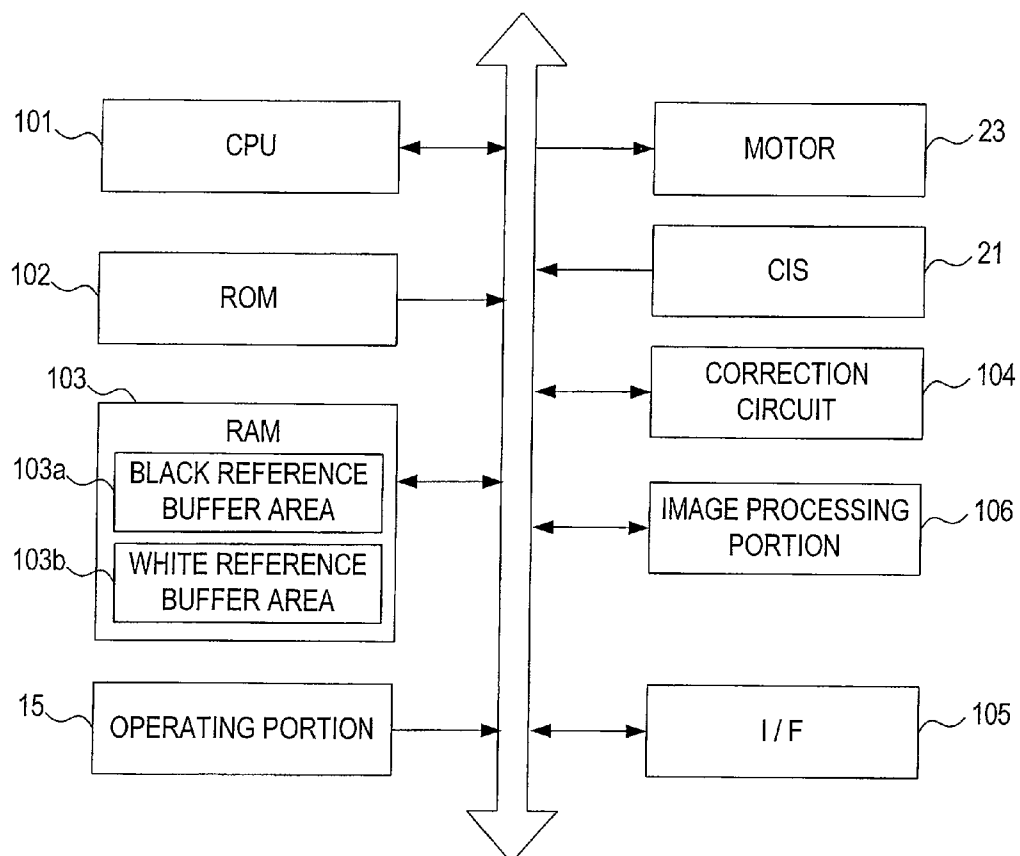 101
CPU
MOTOR
23
102
ROM
CIS
21
103
RAM
103a
BLACK REFERENCE
BUFFER AREA
103b
WHITE REFERENCE
BUFFER AREA
CORRECTION
CIRCUIT
104
IMAGE PROCESSING
PORTION
106
15
OPERATING PORTION
I / F
105